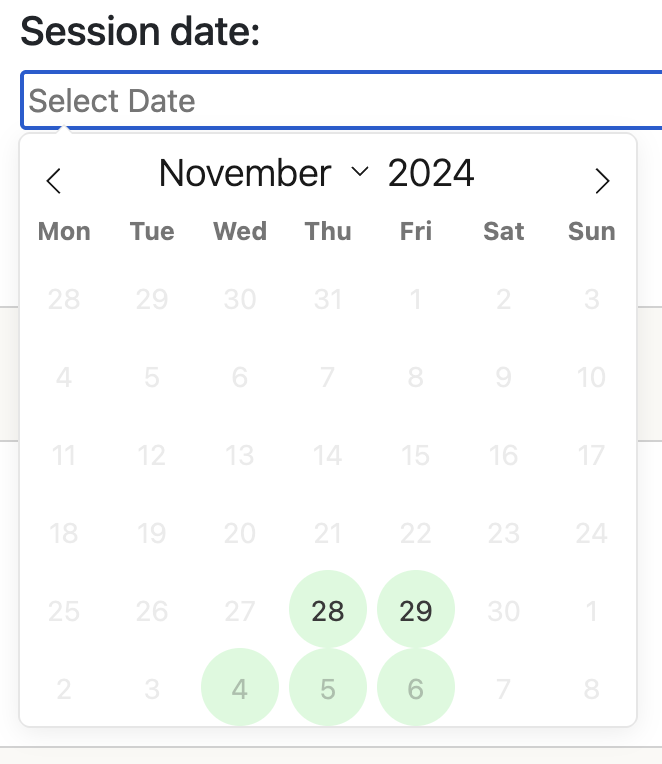 Session date:
Select Date
November 2024
Mon Tue Wed Thu Fri Sat Sun
28 29 30 31 1 2 3
4 5 6 7 8 9 10
11 12 13 14 15 16 17
18 19 20 21 22 23 24
25 26 27 28 29 30 1
2 3 4 5 6 7 8